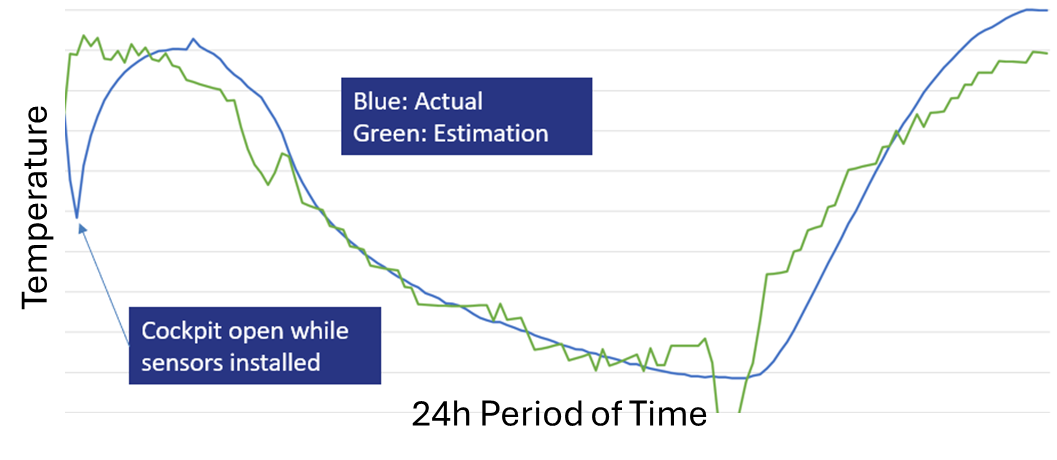 Blue: Actual
Green: Estimation
Temperature
Cockpit open while
sensors installed
24h Period of Time